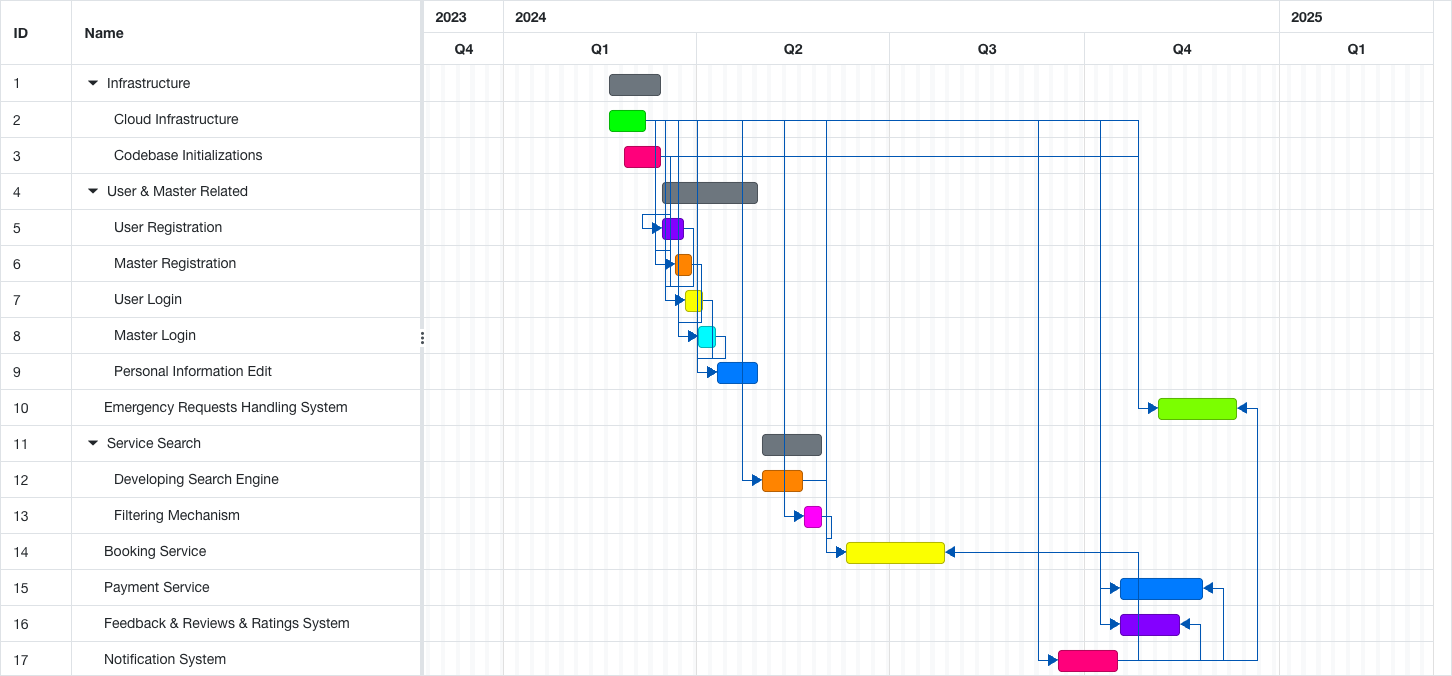 ID Name 2023 2024 2025
Q4 Q1 Q2 Q3 Q4 Q1
1 Infrastructure
2 Cloud Infrastructure
3 Codebase Initializations
4 User & Master Related
5 User Registration
6 Master Registration
7 User Login
8 Master Login
9 Personal Information Edit
10 Emergency Requests Handling System
11 Service Search
12 Developing Search Engine
13 Filtering Mechanism
14 Booking Service
15 Payment Service
16 Feedback & Reviews & Ratings System
17 Notification System